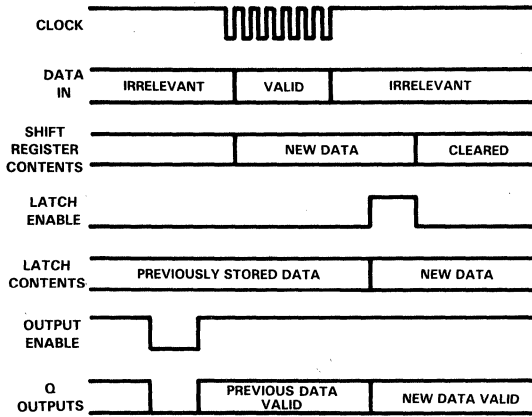 CLOCK
DATA
IN
IRRELEVANT
VALID
IRRELEVANT
SHIFT
REGISTER
CONTENTS
NEW DATA
CLEARED
LATCH
ENABLE
LATCH
CONTENTS
PREVIOUSLY STORED DATA
NEW DATA
OUTPUT
ENABLE
Q
OUTPUTS
PREVIOUS DATA
VALID
NEW DATA VALID